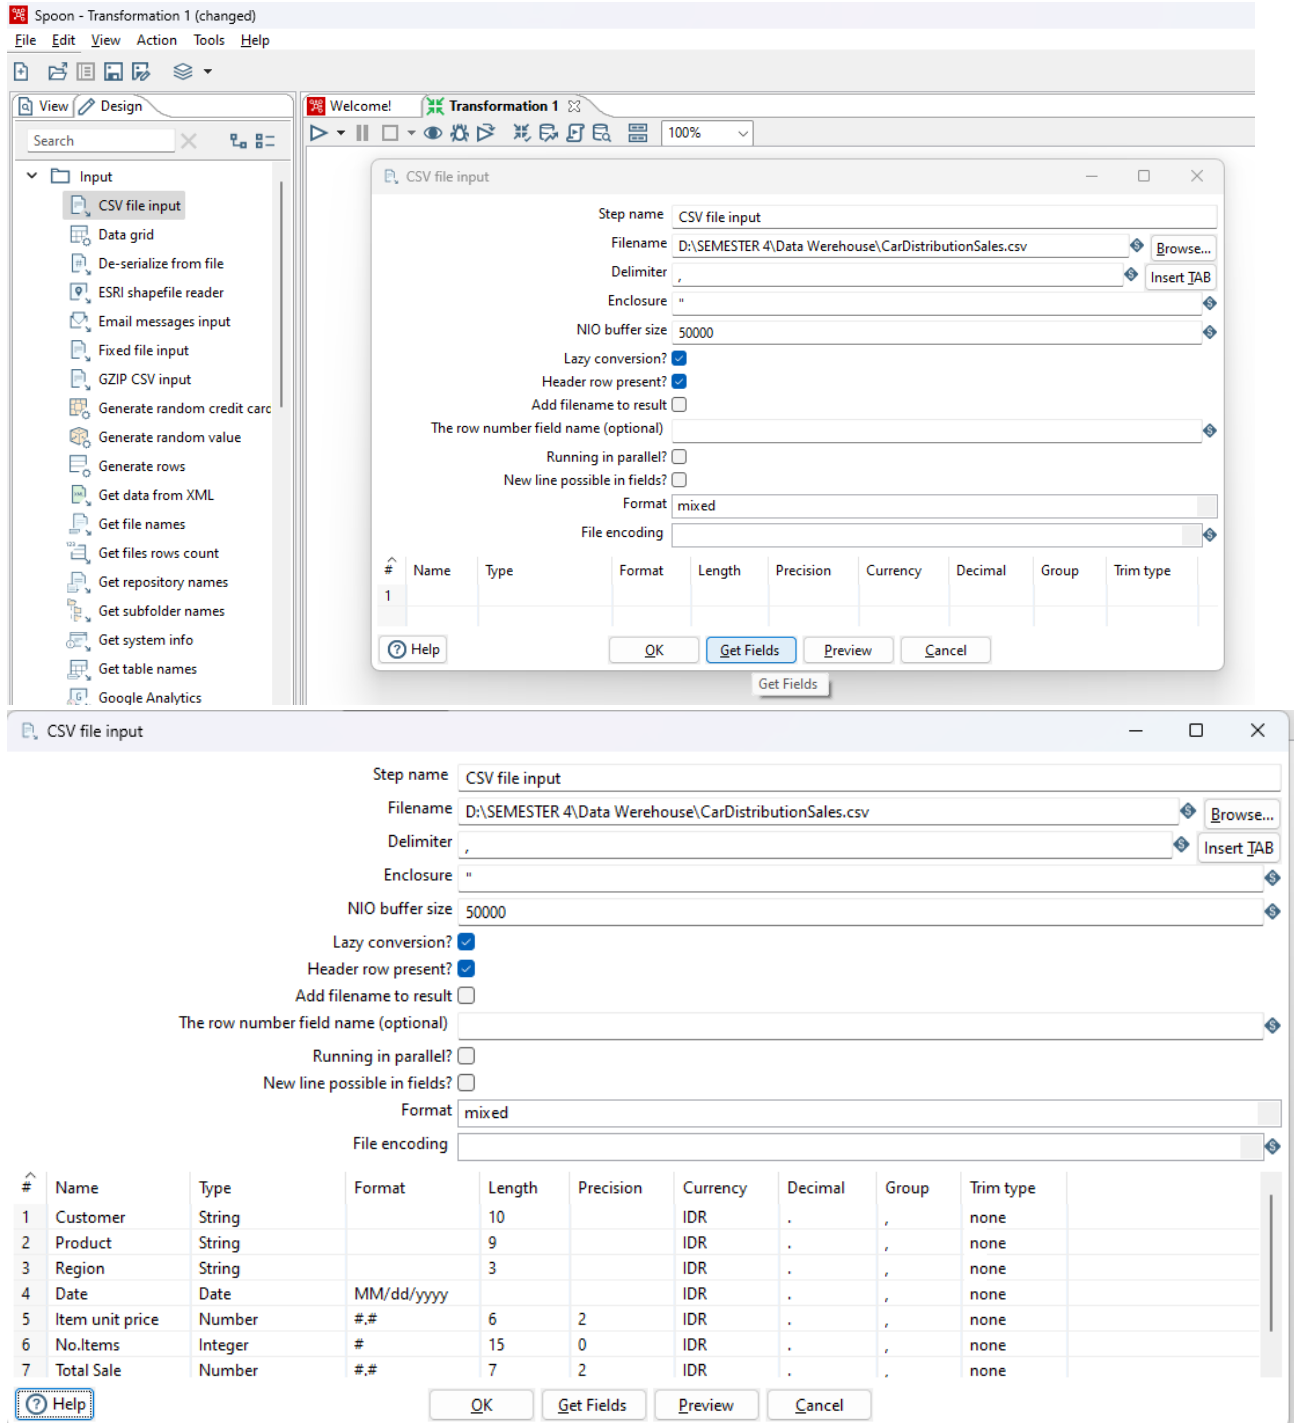 Spoon - Transformation 1 (changed)
File Edit View Action Tools Help
View Design
Welcome! Transformation 1
Search
100%
Input
CSV file input
Data grid
De-serialize from file
ESRI shapefile reader
Email messages input
Fixed file input
GZIP CSV input
Generate random credit carc
Generate random value
Generate rows
Get data from XML
Get file names
Get files rows count
Get repository names
Get subfolder names
Get system info
Get table names
Google Analytics
CSV file input
Step name CSV file input
Filename D:\SEMESTER 4\Data Werehouse\CarDistributionSales.csv Browse...
Delimiter , Insert TAB
Enclosure "
NIO buffer size 50000
Lazy conversion?
Header row present?
Add filename to result
The row number field name (optional)
Running in parallel?
New line possible in fields?
Format mixed
File encoding
# Name Type Format Length Precision Currency Decimal Group Trim type
1
Help OK Get Fields Preview Cancel
Get Fields
CSV file input
Step name CSV file input
Filename D:\SEMESTER 4\Data Werehouse\CarDistributionSales.csv Browse...
Delimiter , Insert TAB
Enclosure "
NIO buffer size 50000
Lazy conversion?
Header row present?
Add filename to result
The row number field name (optional)
Running in parallel?
New line possible in fields?
Format mixed
File encoding
# Name Type Format Length Precision Currency Decimal Group Trim type
1 Customer String 10 IDR . , none
2 Product String 9 IDR . , none
3 Region String 3 IDR . , none
4 Date Date MM/dd/yyyy IDR . , none
5 Item unit price Number #.# 6 2 IDR . , none
6 No.Items Integer # 15 0 IDR . , none
7 Total Sale Number #.# 7 2 IDR . , none
Help OK Get Fields Preview Cancel